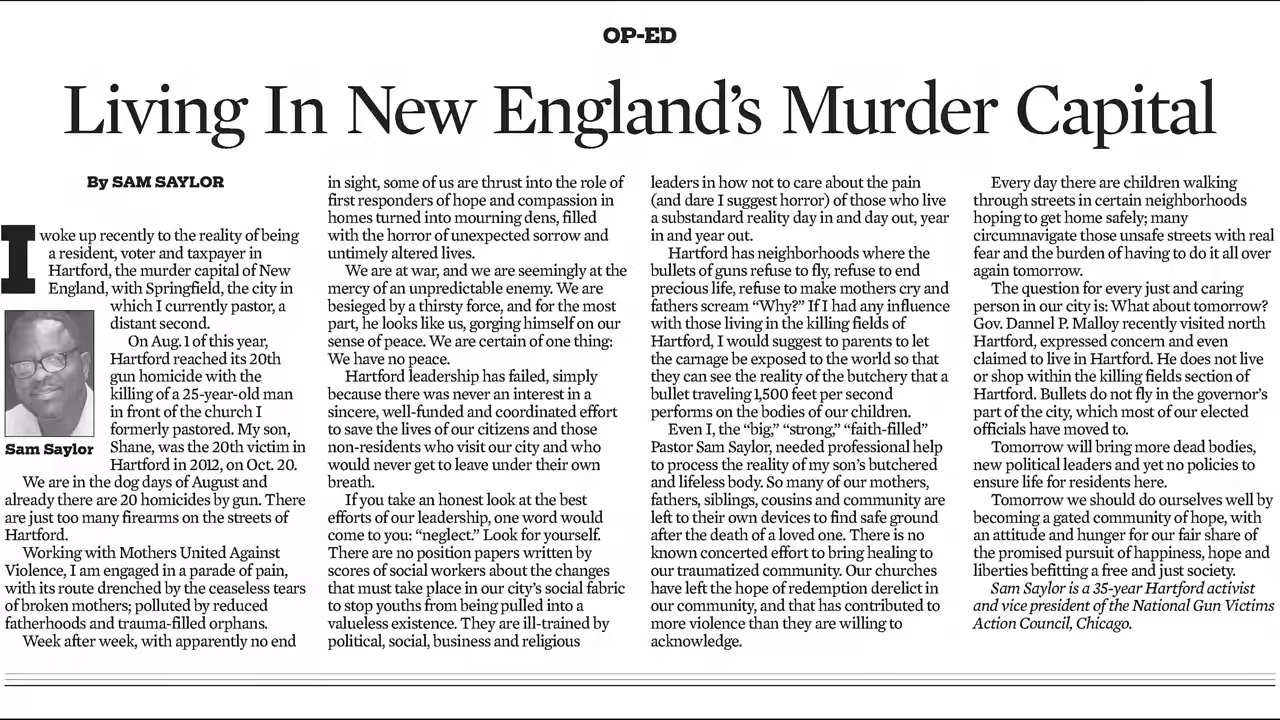 OP-ED
Living In New England's Murder Capital
By SAM SAYLOR
I woke up recently to the reality of being
a resident, voter and taxpayer in
Hartford, the murder capital of New
England, with Springfield, the city in
which I currently pastor, a
distant second.
On Aug. 1 of this year,
Hartford reached its 20th
gun homicide with the
killing of a 25-year-old man
in front of the church I
formerly pastored. My son,
Shane, was the 20th victim in
Hartford in 2012, on Oct. 20.
Sam Saylor
We are in the dog days of August and
already there are 20 homicides by gun. There
are just too many firearms on the streets of
Hartford.
Working with Mothers United Against
Violence, I am engaged in a parade of pain,
with its route drenched by the ceaseless tears
of broken mothers; polluted by reduced
fatherhoods and trauma-filled orphans.
Week after week, with apparently no end
in sight, some of us are thrust into the role of
first responders of hope and compassion in
homes turned into mourning dens, filled
with the horror of unexpected sorrow and
untimely altered lives.
We are at war, and we are seemingly at the
mercy of an unpredictable enemy. We are
besieged by a thirsty force, and for the most
part, he looks like us, gorging himself on our
sense of peace. We are certain of one thing:
We have no peace.
Hartford leadership has failed, simply
because there was never an interest in a
sincere, well-funded and coordinated effort
to save the lives of our citizens and those
non-residents who visit our city and who
would never get to leave under their own
breath.
If you take an honest look at the best
efforts of our leadership, one word would
come to you: "neglect." Look for yourself.
There are no position papers written by
scores of social workers about the changes
that must take place in our city's social fabric
to stop youths from being pulled into a
valueless existence. They are ill-trained by
political, social, business and religious
leaders in how not to care about the pain
(and dare I suggest horror) of those who live
a substandard reality day in and day out, year
in and year out.
Hartford has neighborhoods where the
bullets of guns refuse to fly, refuse to end
precious life, refuse to make mothers cry and
fathers scream "Why?" If I had any influence
with those living in the killing fields of
Hartford, I would suggest to parents to let
the carnage be exposed to the world so that
they can see the reality of the butchery that a
bullet traveling 1,500 feet per second
performs on the bodies of our children.
Even I, the "big," "strong," "faith-filled"
Pastor Sam Saylor, needed professional help
to process the reality of my son's butchered
and lifeless body. So many of our mothers,
fathers, siblings, cousins and community are
left to their own devices to find safe ground
after the death of a loved one. There is no
known concerted effort to bring healing to
our traumatized community. Our churches
have left the hope of redemption derelict in
our community, and that has contributed to
more violence than they are willing to
acknowledge.
Every day there are children walking
through streets in certain neighborhoods
hoping to get home safely; many
circumnavigate those unsafe streets with real
fear and the burden of having to do it all over
again tomorrow.
The question for every just and caring
person in our city is: What about tomorrow?
Gov. Dannel P. Malloy recently visited north
Hartford, expressed concern and even
claimed to live in Hartford. He does not live
or shop within the killing fields section of
Hartford. Bullets do not fly in the governor's
part of the city, which most of our elected
officials have moved to.
Tomorrow will bring more dead bodies,
new political leaders and yet no policies to
ensure life for residents here.
Tomorrow we should do ourselves well by
becoming a gated community of hope, with
an attitude and hunger for our fair share of
the promised pursuit of happiness, hope and
liberties befitting a free and just society.
Sam Saylor is a 35-year Hartford activist
and vice president of the National Gun Victims
Action Council, Chicago.